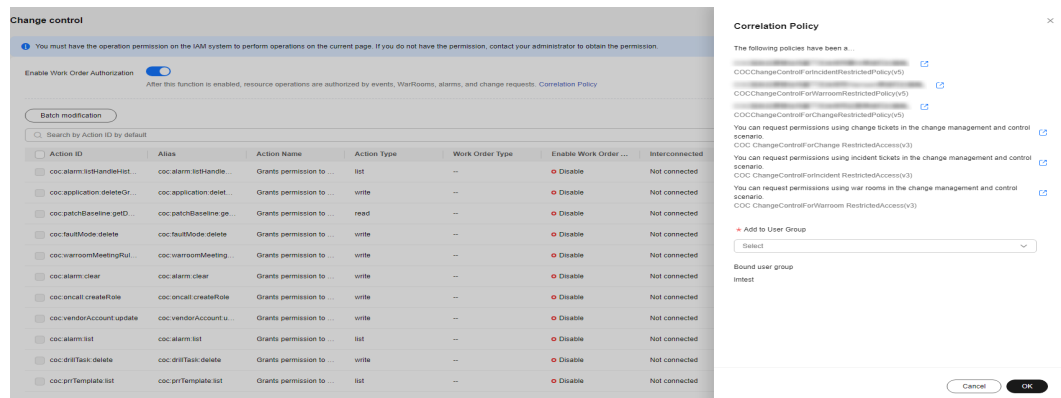 Change control
You must have the operation permission on the IAM system to perform operations on the current page. If you do not have the permission, contact your administrator to obtain the permission.
Enable Work Order Authorization
After this function is enabled, resource operations are authorized by events, WarRooms, alarms, and change requests. Correlation Policy
Batch modification
Search by Action ID by default
Action ID Alias Action Name Action Type Work Order Type Enable Work Order ... Interconnected
coc:alarm:listHandleHist... coc:alarm:listHandle... Grants permission to ... list -- Disable Not connected
coc:application:deleteGr... coc:application:delet... Grants permission to ... write -- Disable Not connected
coc:patchBaseline:getD... coc:patchBaseline:ge... Grants permission to ... read -- Disable Not connected
coc:faultMode:delete coc:faultMode:delete Grants permission to ... write -- Disable Not connected
coc:warroomMeetingRul... coc:warroomMeeting... Grants permission to ... write -- Disable Not connected
coc:alarm:clear coc:alarm:clear Grants permission to ... write -- Disable Not connected
coc:oncall:createRole coc:oncall:createRole Grants permission to ... write -- Disable Not connected
coc:vendorAccount:update coc:vendorAccount:u... Grants permission to ... write -- Disable Not connected
coc:alarm:list coc:alarm:list Grants permission to ... list -- Disable Not connected
coc:drillTask:delete coc:drillTask:delete Grants permission to ... write -- Disable Not connected
coc:prrTemplate:list coc:prrTemplate:list Grants permission to ... list -- Disable Not connected
Correlation Policy
The following policies have been a...
COCChangeControlForIncidentRestrictedPolicy(v5)
COCChangeControlForWarroomRestrictedPolicy(v5)
COCChangeControlForChangeRestrictedPolicy(v5)
You can request permissions using change tickets in the change management and control
scenario.
COC ChangeControlForChange RestrictedAccess(v3)
You can request permissions using incident tickets in the change management and control
scenario.
COC ChangeControlForIncident RestrictedAccess(v3)
You can request permissions using war rooms in the change management and control
scenario.
COC ChangeControlForWarroom RestrictedAccess(v3)
* Add to User Group
Select
Bound user group
imtest
Cancel OK